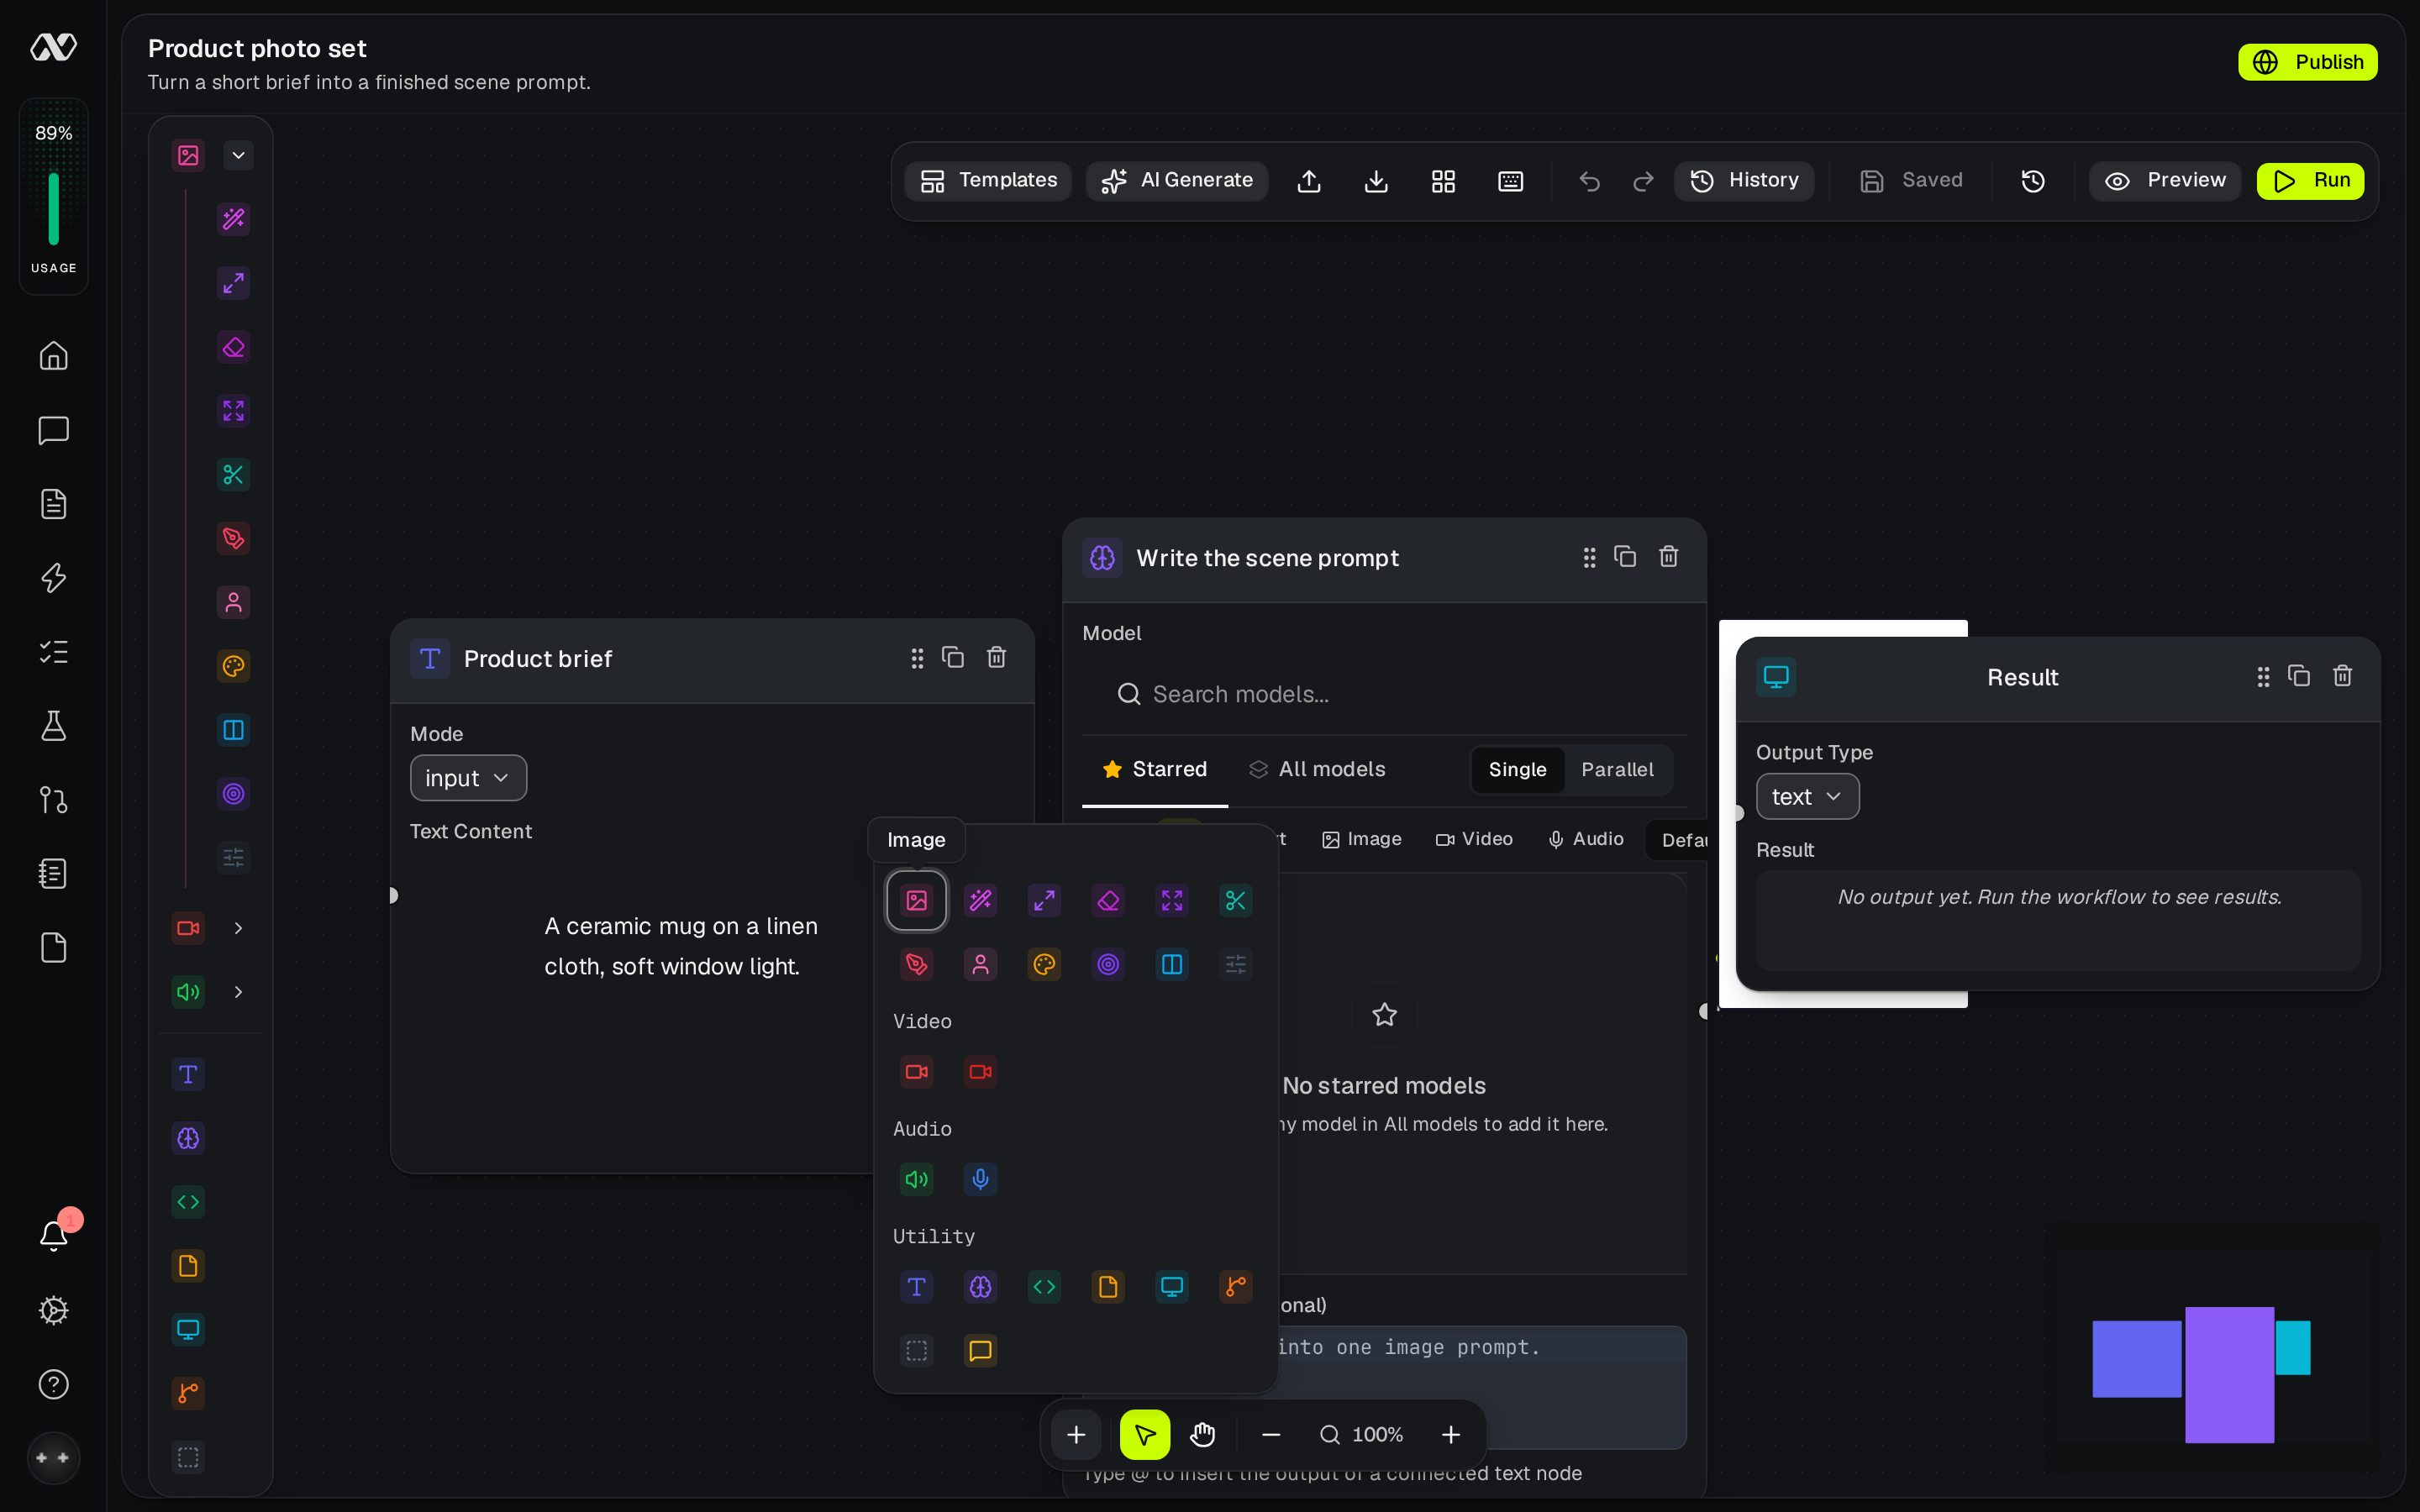 Product photo set
Turn a short brief into a finished scene prompt.
Publish
89%
USAGE
Templates
AI Generate
History
Saved
Preview
Run
Write the scene prompt
Model
Search models...
Starred
All models
Single
Parallel
Image
Video
Audio
Product brief
Mode
input
Text Content
A ceramic mug on a linen
cloth, soft window light.
Result
Output Type
text
Result
No output yet. Run the workflow to see results.
Image
Video
Audio
Utility
No starred models
model in All models to add it here.
into one image prompt.
Type @ to insert the output of a connected text node
100%
1